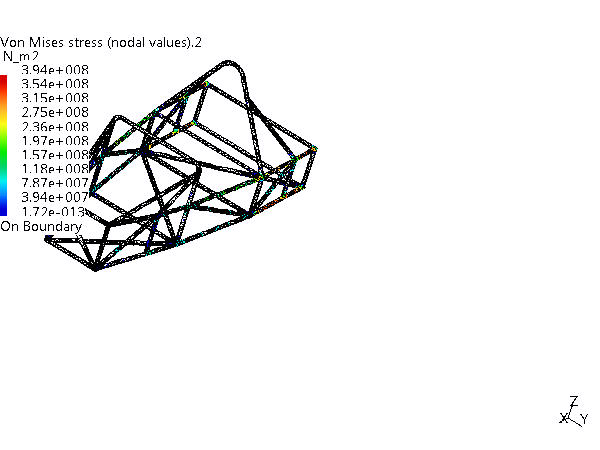 Von Mises stress (nodal values).2
N_m2
3.94e+008
3.54e+008
3.15e+008
2.75e+008
2.36e+008
1.97e+008
1.57e+008
1.18e+008
7.87e+007
3.94e+007
1.72e-013
On Boundary
Z
X Y